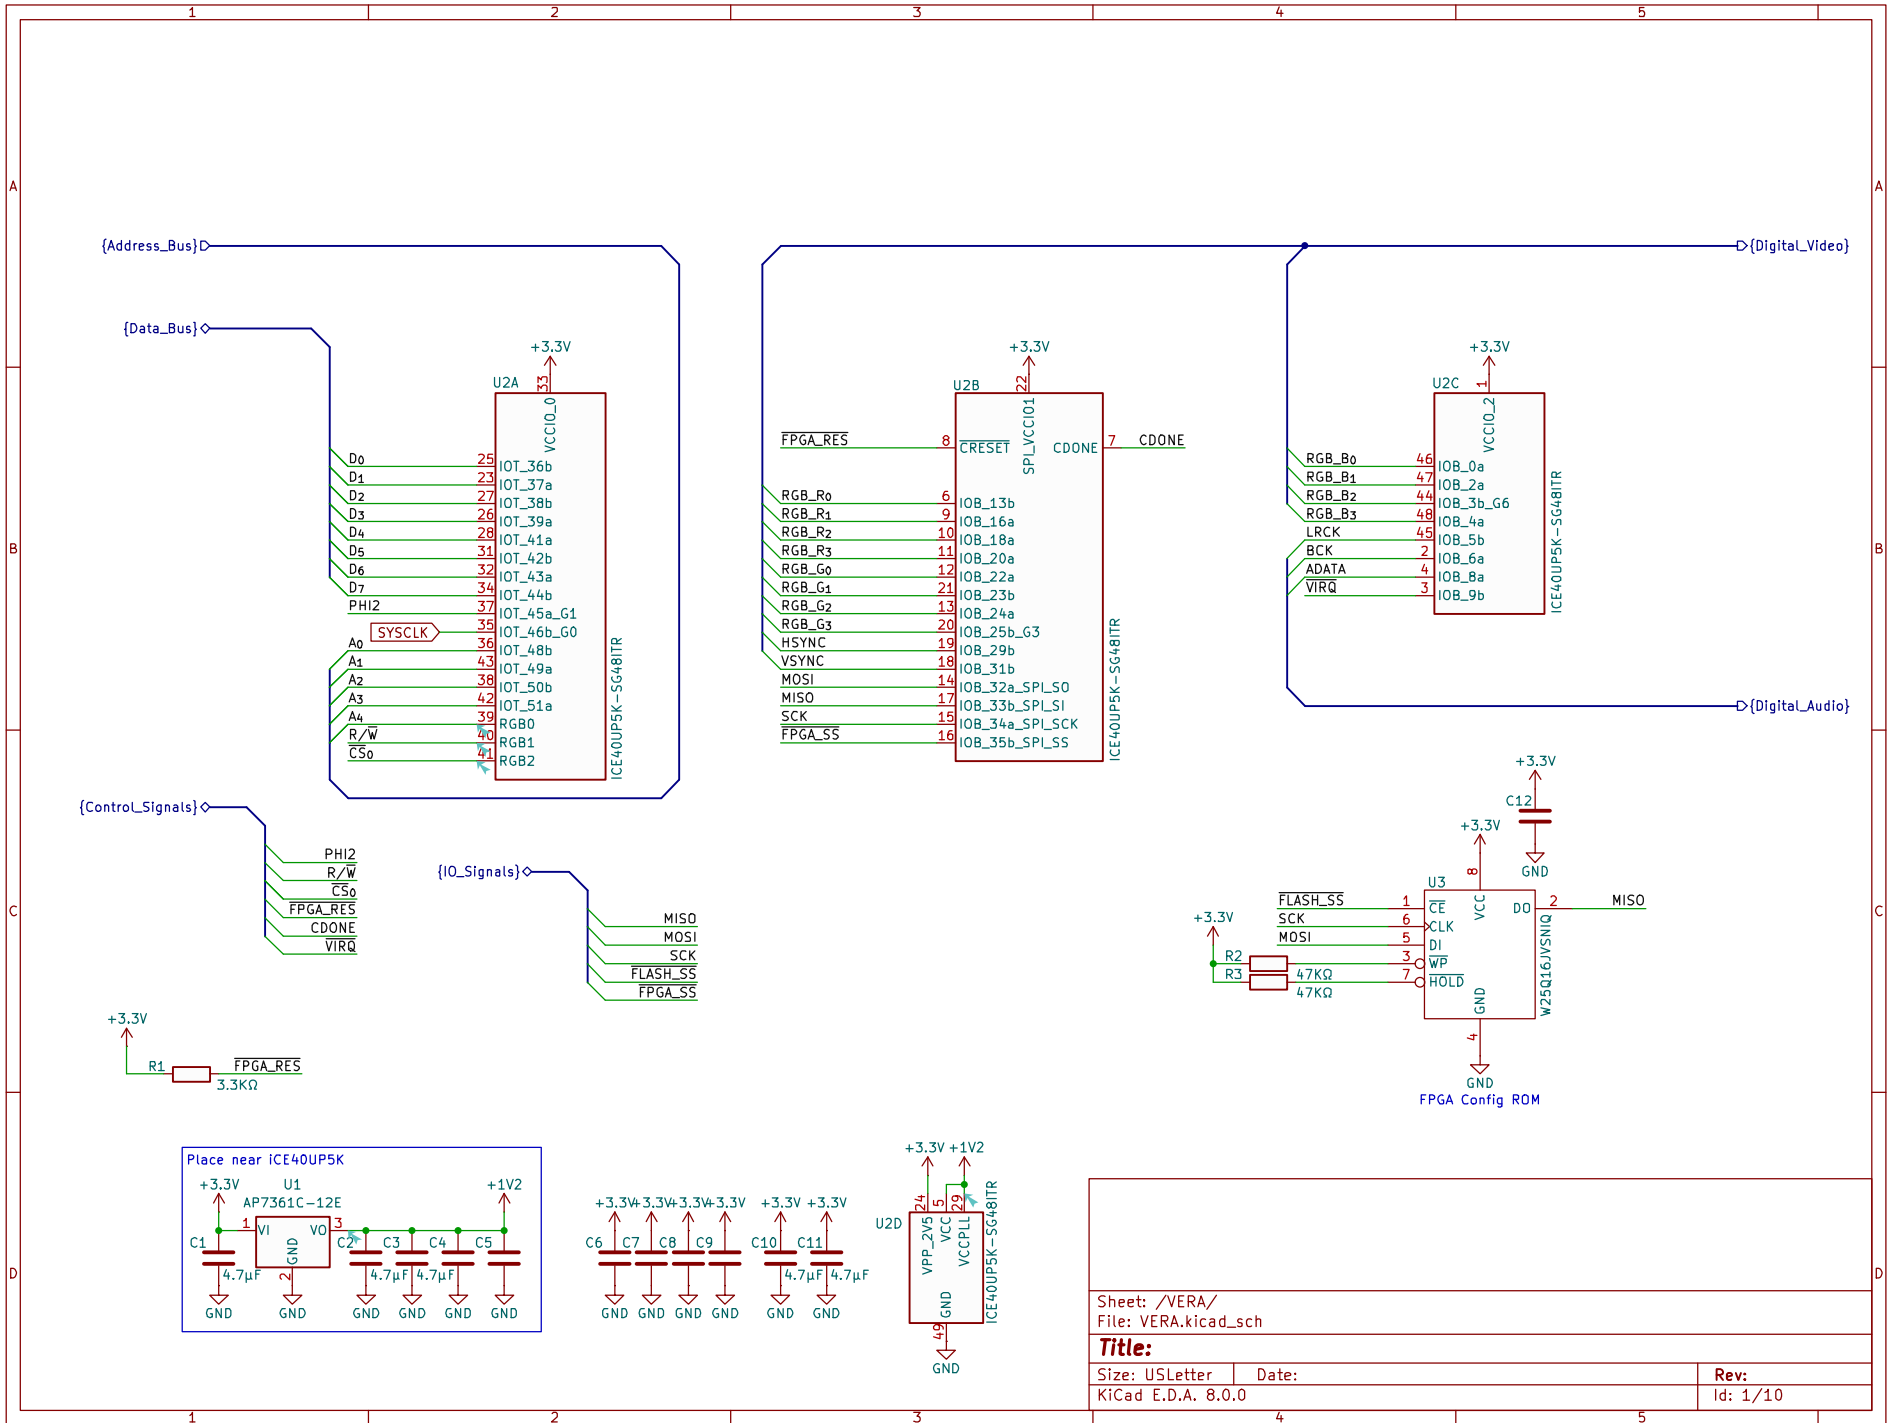 1 2 3 4 5
A A
B B
C C
D D
{Address_Bus}
{Data_Bus}
{Digital_Video}
{Digital_Audio}
+3.3V
U2A
33
VCCIO_0
D0 25 IOT_36b
D1 23 IOT_37a
D2 27 IOT_38b
D3 26 IOT_39a
D4 28 IOT_41a
D5 31 IOT_42b
D6 32 IOT_43a
D7 34 IOT_44b
PHI2 37 IOT_45a_G1
SYSCLK 35 IOT_46b_G0
A0 36 IOT_48b
A1 43 IOT_49a
A2 38 IOT_50b
A3 42 IOT_51a
A4 39 RGB0
R/W̅ 40 RGB1
C̅S̅0 41 RGB2
ICE40UP5K-SG48ITR
+3.3V
U2B
22
SPI_VCCIO1
F̅P̅G̅A̅_̅R̅E̅S̅ 8 C̅R̅E̅S̅E̅T̅ CDONE 7 CDONE
RGB_R0 6 IOB_13b
RGB_R1 9 IOB_16a
RGB_R2 10 IOB_18a
RGB_R3 11 IOB_20a
RGB_G0 12 IOB_22a
RGB_G1 21 IOB_23b
RGB_G2 13 IOB_24a
RGB_G3 20 IOB_25b_G3
HSYNC 19 IOB_29b
VSYNC 18 IOB_31b
MOSI 14 IOB_32a_SPI_SO
MISO 17 IOB_33b_SPI_SI
SCK 15 IOB_34a_SPI_SCK
F̅P̅G̅A̅_̅S̅S̅ 16 IOB_35b_SPI_SS
ICE40UP5K-SG48ITR
+3.3V
U2C
1
VCCIO_2
RGB_B0 46 IOB_0a
RGB_B1 47 IOB_2a
RGB_B2 44 IOB_3b_G6
RGB_B3 48 IOB_4a
LRCK 45 IOB_5b
BCK 2 IOB_6a
ADATA 4 IOB_8a
V̅I̅R̅Q̅ 3 IOB_9b
ICE40UP5K-SG48ITR
{Control_Signals}
PHI2
R/W̅
C̅S̅0
F̅P̅G̅A̅_̅R̅E̅S̅
CDONE
V̅I̅R̅Q̅
{IO_Signals}
MISO
MOSI
SCK
F̅L̅A̅S̅H̅_̅S̅S̅
F̅P̅G̅A̅_̅S̅S̅
+3.3V
C12
GND
+3.3V
U3
8
VCC
F̅L̅A̅S̅H̅_̅S̅S̅ 1 C̅E̅ DO 2 MISO
SCK 6 CLK
MOSI 5 DI
+3.3V
R2 47KΩ 3 W̅P̅
R3 47KΩ 7 H̅O̅L̅D̅
GND
4
W25Q16JVSNIQ
GND
FPGA Config ROM
+3.3V
R1 F̅P̅G̅A̅_̅R̅E̅S̅
3.3KΩ
Place near iCE40UP5K
+3.3V U1 +1V2
AP7361C-12E
1 VI VO 3
GND
2
C1 C2 C3 C4 C5
4.7µF 4.7µF 4.7µF
GND GND GND GND GND GND
+3.3V +3.3V +3.3V +3.3V +3.3V +3.3V
C6 C7 C8 C9 C10 C11
4.7µF 4.7µF
GND GND GND GND GND GND
+3.3V +1V2
24 5 29
U2D
VPP_2V5 VCC VCCPLL
GND
49
ICE40UP5K-SG48ITR
GND
Sheet: /VERA/
File: VERA.kicad_sch
Title:
Size: USLetter Date: Rev:
KiCad E.D.A. 8.0.0 Id: 1/10
1 2 3 4 5